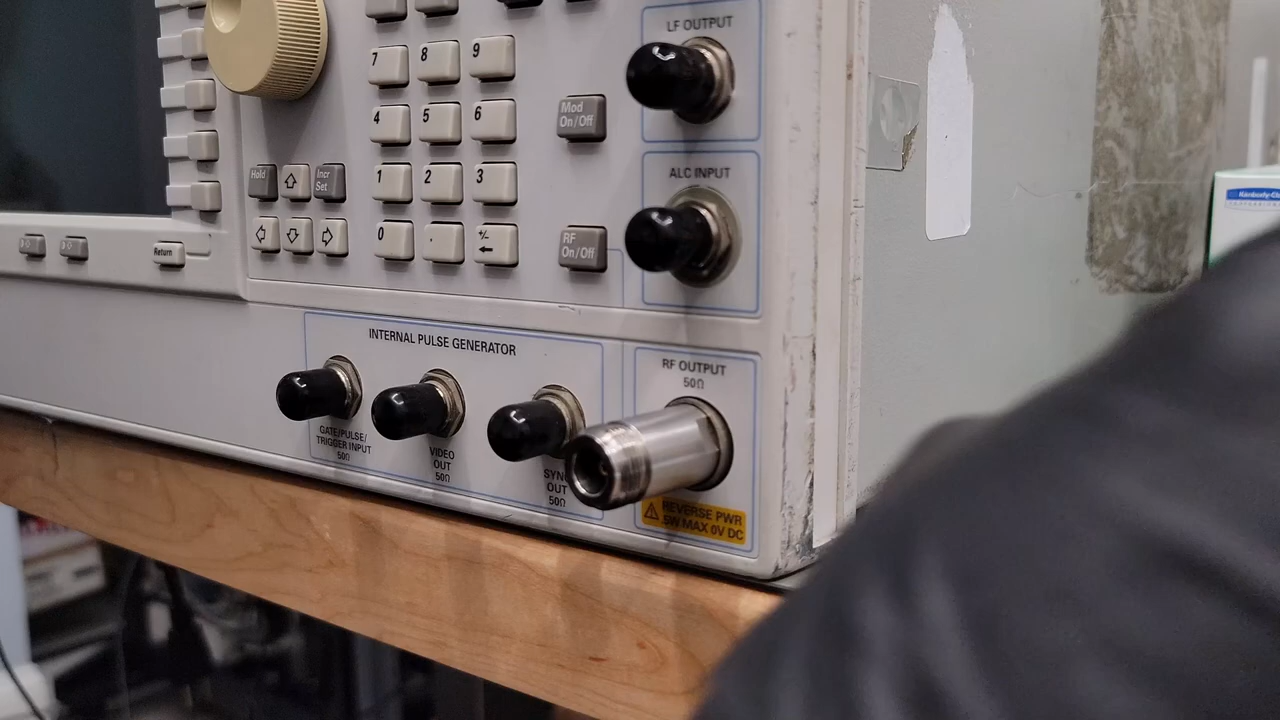 LF OUTPUT
7
8
9
Mod
On/Off
4
5
6
ALC INPUT
Hold
Incr
Set
1
2
3
Return
0
.
+/-
RF
On/Off
INTERNAL PULSE GENERATOR
RF OUTPUT
50Ω
GATE/PULSE/
TRIGGER INPUT
50Ω
VIDEO
OUT
50Ω
SYNC
OUT
50Ω
REVERSE PWR
5W MAX 0V DC